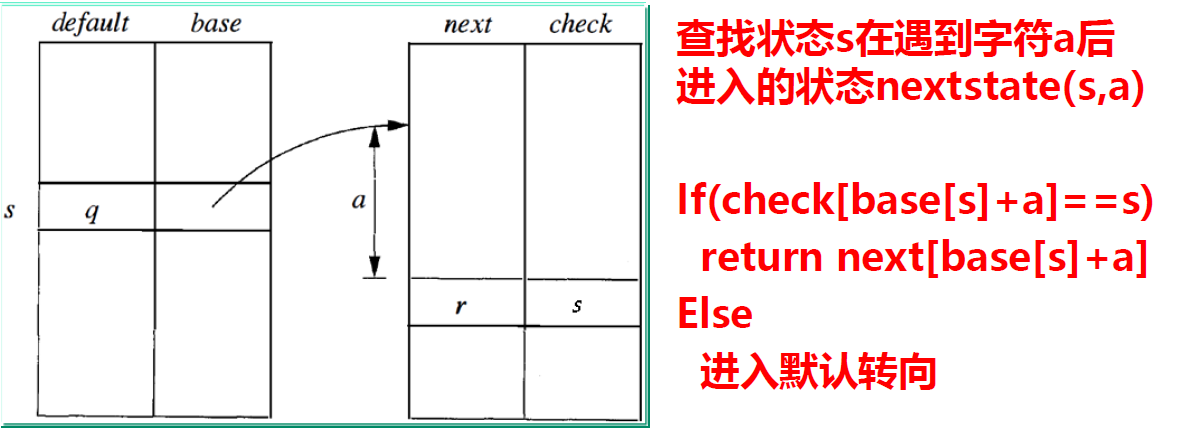 default base
next check
s
q
a
r
s
查找状态s在遇到字符a后
进入的状态nextstate(s,a)
If(check[base[s]+a]==s)
return next[base[s]+a]
Else
进入默认转向